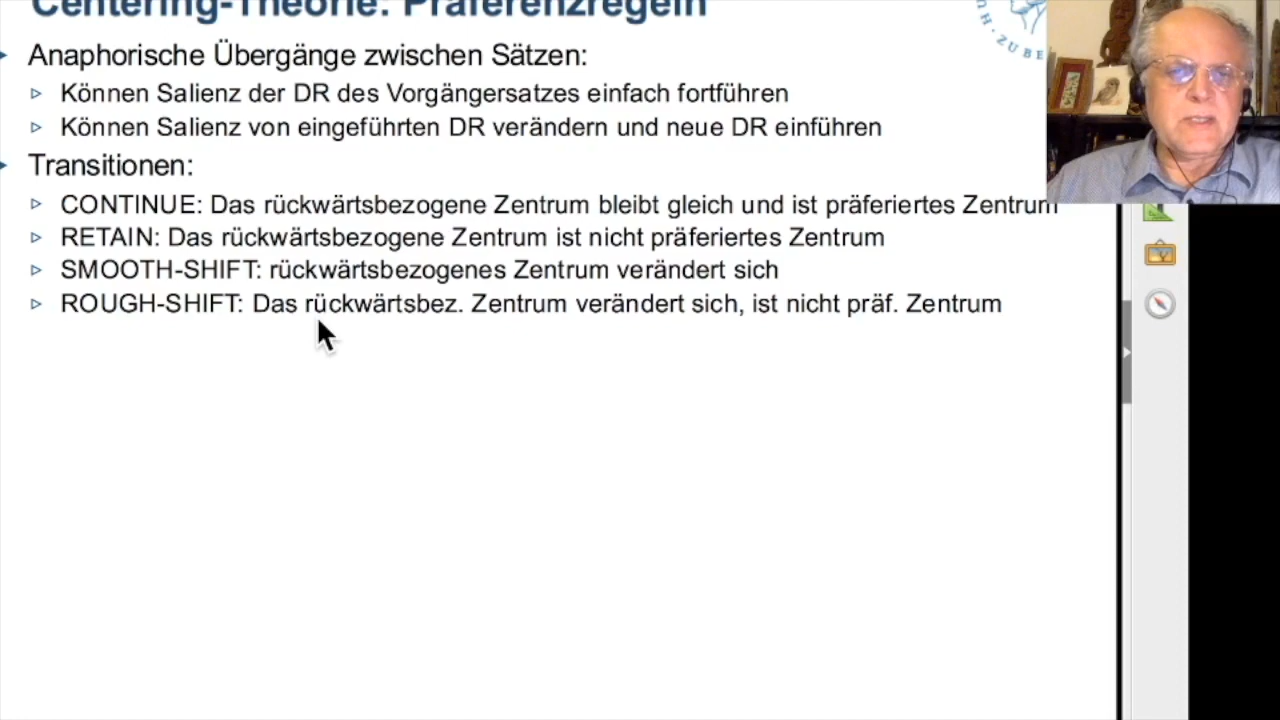 Centering-Theorie: Präferenzregeln
Anaphorische Übergänge zwischen Sätzen:
Können Salienz der DR des Vorgängersatzes einfach fortführen
Können Salienz von eingeführten DR verändern und neue DR einführen
Transitionen:
CONTINUE: Das rückwärtsbezogene Zentrum bleibt gleich und ist präferiertes Zentrum
RETAIN: Das rückwärtsbezogene Zentrum ist nicht präferiertes Zentrum
SMOOTH-SHIFT: rückwärtsbezogenes Zentrum verändert sich
ROUGH-SHIFT: Das rückwärtsbez. Zentrum verändert sich, ist nicht präf. Zentrum
HU · ZU BE